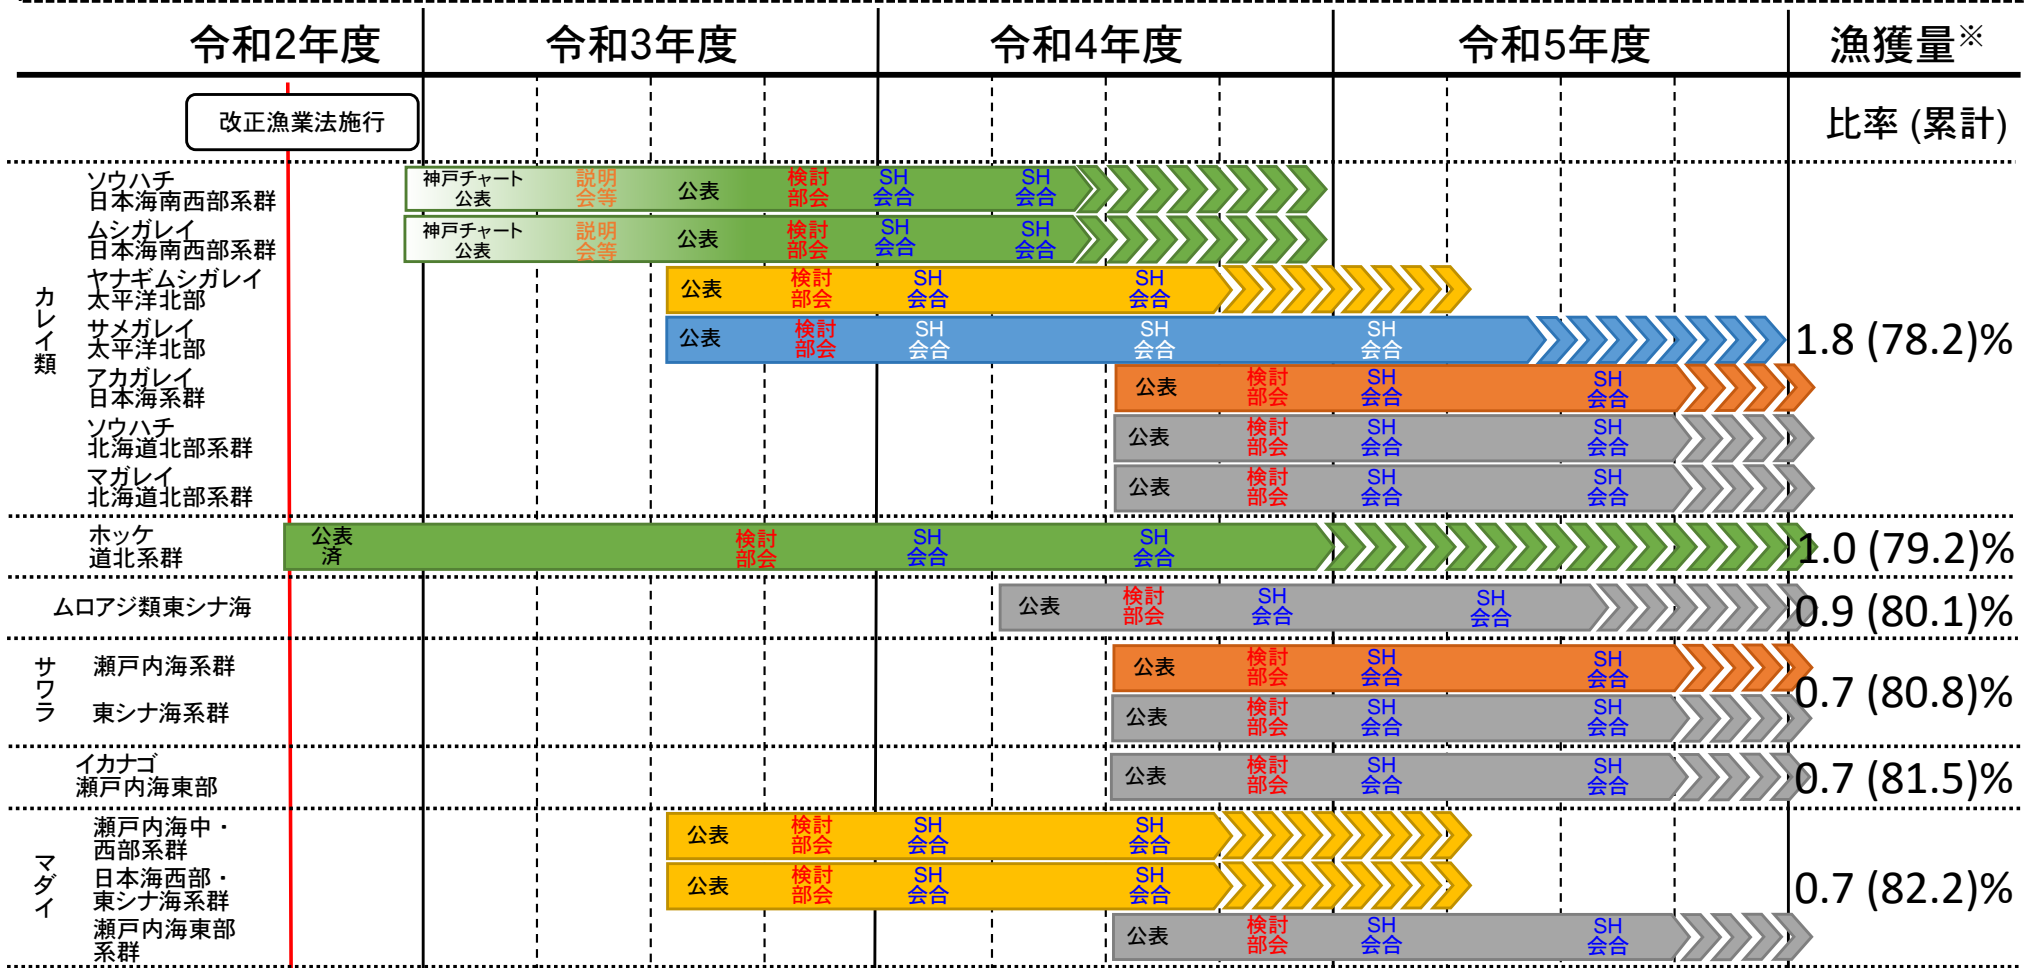 令和2年度 令和3年度 令和4年度 令和5年度 漁獲量※
改正漁業法施行 比率 (累計)
カレイ類
ソウハチ
日本海南西部系群
神戸チャート
公表
説明
会等
公表
検討
部会
SH
会合
SH
会合
ムシガレイ
日本海南西部系群
神戸チャート
公表
説明
会等
公表
検討
部会
SH
会合
SH
会合
ヤナギムシガレイ
太平洋北部
公表
検討
部会
SH
会合
SH
会合
サメガレイ
太平洋北部
公表
検討
部会
SH
会合
SH
会合
SH
会合
1.8 (78.2)%
アカガレイ
日本海系群
公表
検討
部会
SH
会合
SH
会合
ソウハチ
北海道北部系群
公表
検討
部会
SH
会合
SH
会合
マガレイ
北海道北部系群
公表
検討
部会
SH
会合
SH
会合
ホッケ
道北系群
公表
済
検討
部会
SH
会合
SH
会合
1.0 (79.2)%
ムロアジ類東シナ海
公表
検討
部会
SH
会合
SH
会合
0.9 (80.1)%
サワラ
瀬戸内海系群
公表
検討
部会
SH
会合
SH
会合
0.7 (80.8)%
東シナ海系群
公表
検討
部会
SH
会合
SH
会合
イカナゴ
瀬戸内海東部
公表
検討
部会
SH
会合
SH
会合
0.7 (81.5)%
マダイ
瀬戸内海中・
西部系群
公表
検討
部会
SH
会合
SH
会合
日本海西部・
東シナ海系群
公表
検討
部会
SH
会合
SH
会合
0.7 (82.2)%
瀬戸内海東部
系群
公表
検討
部会
SH
会合
SH
会合